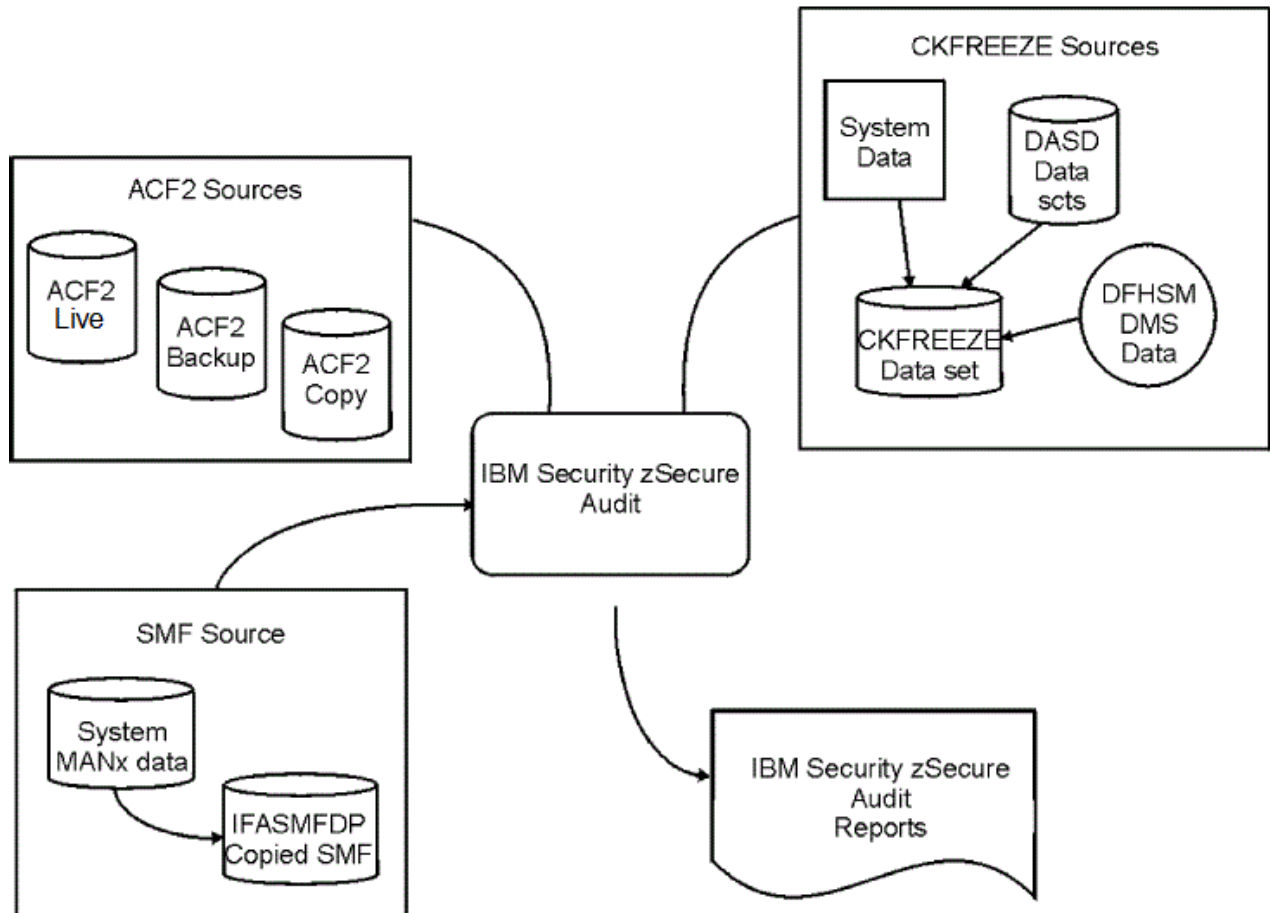 CKFREEZE Sources
System
Data
DASD
Data
scts
DFHSM
DMS
Data
CKFREEZE
Data set
ACF2 Sources
ACF2
Live
ACF2
Backup
ACF2
Copy
IBM Security zSecure
Audit
SMF Source
System
MANx data
IFASMFDP
Copied SMF
IBM Security zSecure
Audit
Reports